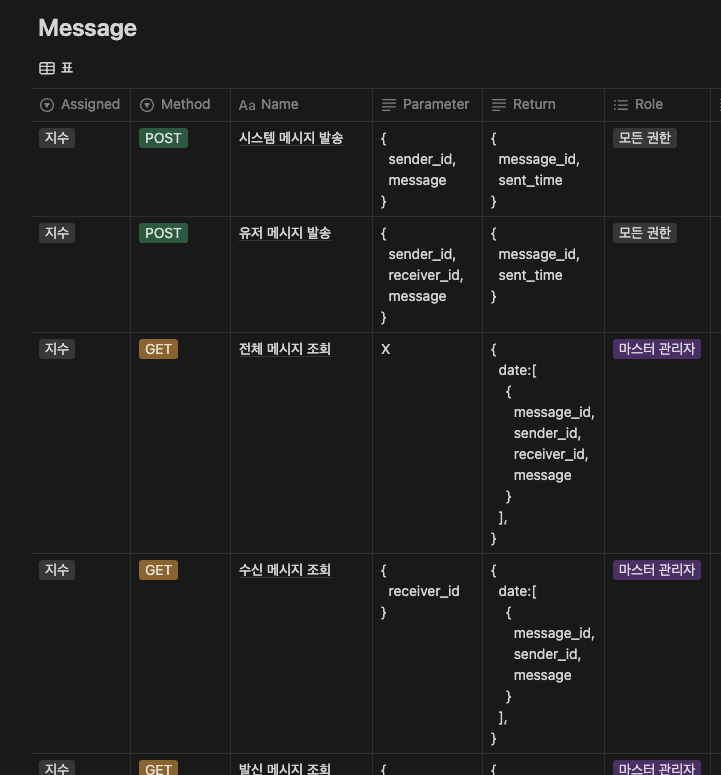 Message
표
Assigned Method Aa Name Parameter Return Role
지수 POST 시스템 메시지 발송 { { 모든 권한
sender_id, message_id,
message sent_time
} }
지수 POST 유저 메시지 발송 { { 모든 권한
sender_id, message_id,
receiver_id, sent_time
message }
}
지수 GET 전체 메시지 조회 X { 마스터 관리자
date:[
{
message_id,
sender_id,
receiver_id,
message
}
],
}
지수 GET 수신 메시지 조회 { { 마스터 관리자
receiver_id date:[
} {
message_id,
sender_id,
message
}
],
}
지수 GET 발신 메시지 조회 { { 마스터 관리자